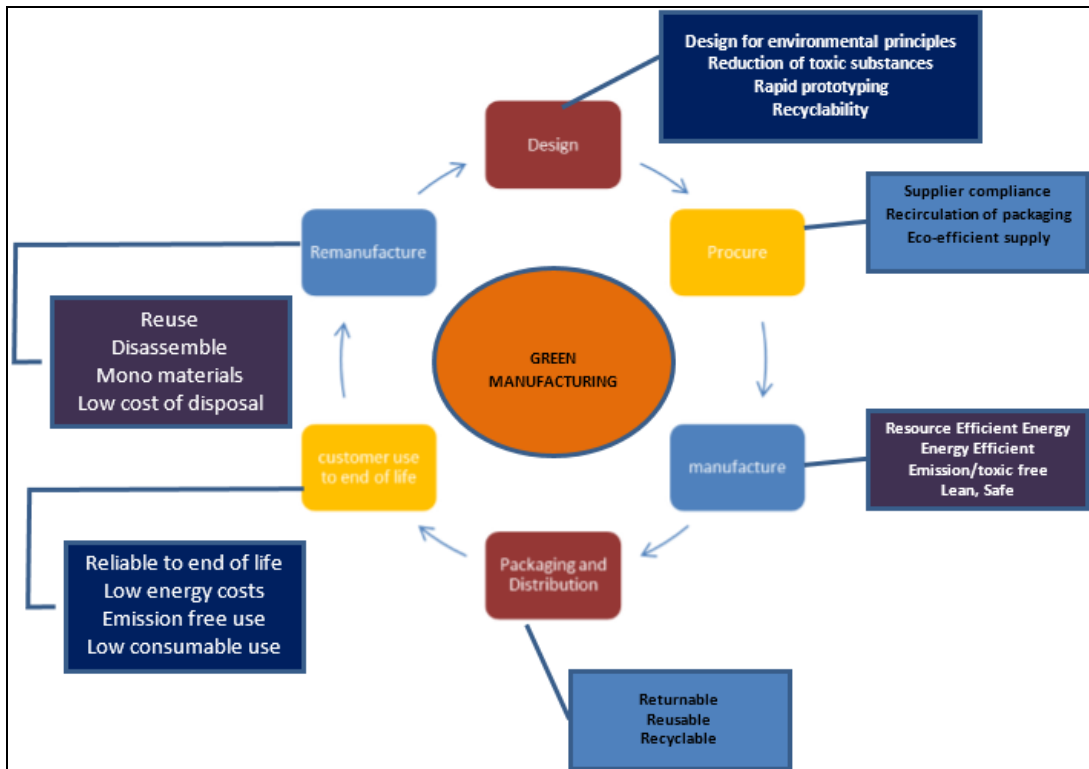 Design for environmental principles
Reduction of toxic substances
Rapid prototyping
Recyclability
Design
Supplier compliance
Recirculation of packaging
Eco-efficient supply
Procure
Remanufacture
Reuse
Disassemble
Mono materials
Low cost of disposal
GREEN
MANUFACTURING
Resource Efficient Energy
Energy Efficient
Emission/toxic free
Lean, Safe
manufacture
customer use
to end of life
Reliable to end of life
Low energy costs
Emission free use
Low consumable use
Packaging and
Distribution
Returnable
Reusable
Recyclable